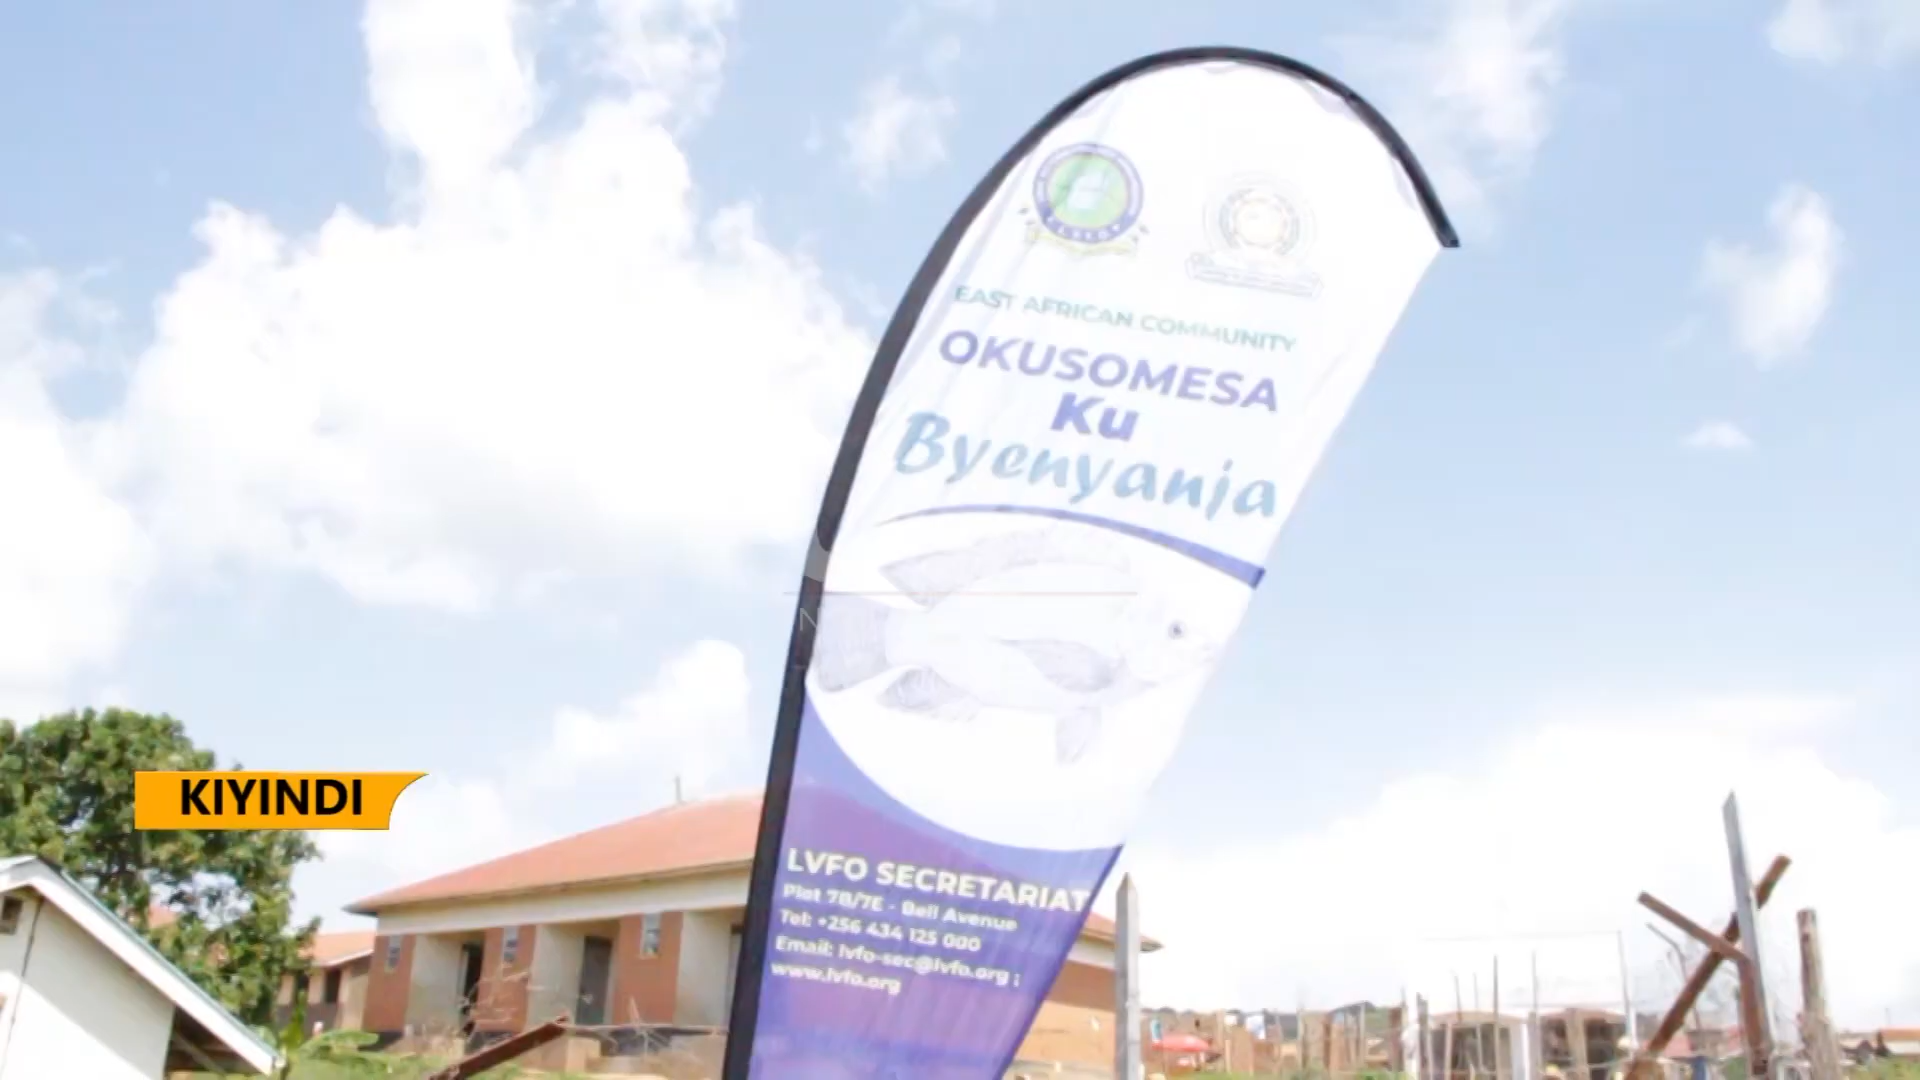 EAST AFRICAN COMMUNITY
OKUSOMESA
Ku
Byenyanja
KIYINDI
LVFO SECRETARIAT
Plot 7B/7E - Bell Avenue
Tel: +256 434 125 000
Email: lvfo-sec@lvfo.org ;
www.lvfo.org